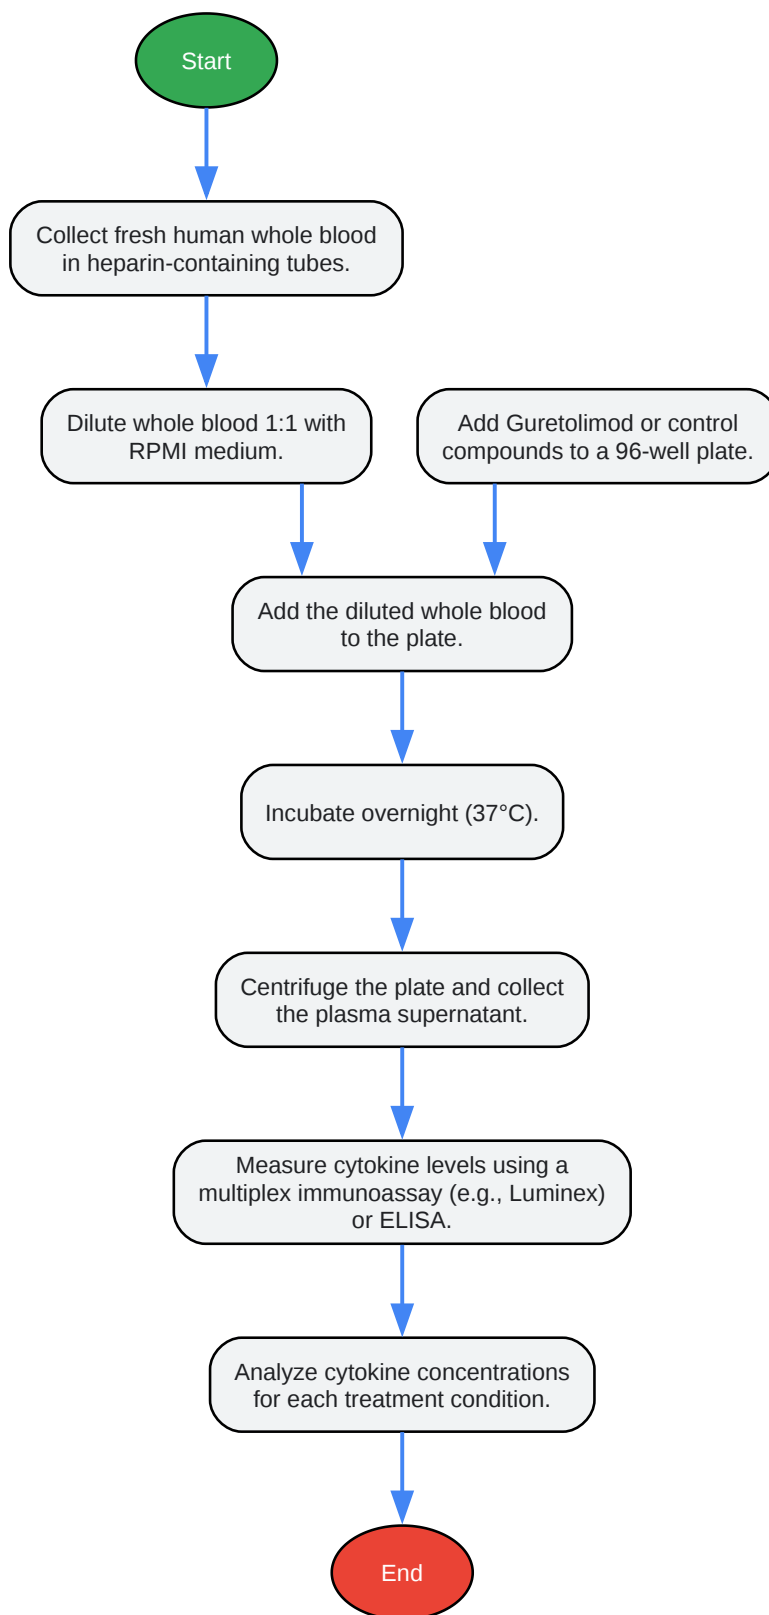 Start
Collect fresh human whole blood
in heparin-containing tubes.
Dilute whole blood 1:1 with
RPMI medium.
Add Guretolimod or control
compounds to a 96-well plate.
Add the diluted whole blood
to the plate.
Incubate overnight (37°C).
Centrifuge the plate and collect
the plasma supernatant.
Measure cytokine levels using a
multiplex immunoassay (e.g., Luminex)
or ELISA.
Analyze cytokine concentrations
for each treatment condition.
End